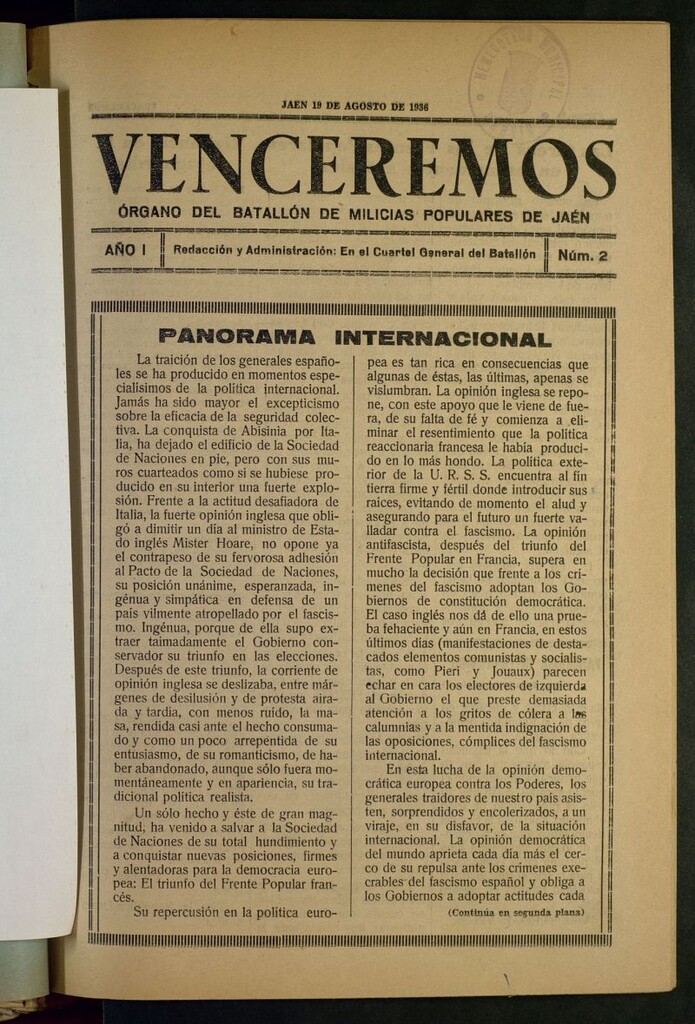 HEMEROTECA MUNICIPAL
JAEN 19 DE AGOSTO DE 1936
VENCEREMOS
ÓRGANO DEL BATALLÓN DE MILICIAS POPULARES DE JAÉN
AÑO I
Redacción y Administración: En el Cuartel General del Batallón
Núm. 2
PANORAMA INTERNACIONAL
La traición de los generales españo-
les se ha producido en momentos espe-
cialísimos de la política internacional.
Jamás ha sido mayor el excepticismo
sobre la eficacia de la seguridad colec-
tiva. La conquista de Abisinia por Ita-
lia, ha dejado el edificio de la Sociedad
de Naciones en pie, pero con sus mu-
ros cuarteados como si se hubiese pro-
ducido en su interior una fuerte explo-
sión. Frente a la actitud desafiadora de
Italia, la fuerte opinión inglesa que obli-
gó a dimitir un día al ministro de Esta-
do inglés Mister Hoare, no opone ya
el contrapeso de su fervorosa adhesión
al Pacto de la Sociedad de Naciones,
su posición unánime, esperanzada, in-
génua y simpática en defensa de un
país vilmente atropellado por el fascis-
mo. Ingénua, porque de ella supo ex-
traer taimadamente el Gobierno con-
servador su triunfo en las elecciones.
Después de este triunfo, la corriente de
opinión inglesa se deslizaba, entre már-
genes de desilusión y de protesta aira-
da y tardía, con menos ruido, la ma-
sa, rendida casi ante el hecho consuma-
do y como un poco arrepentida de su
entusiasmo, de su romanticismo, de ha-
ber abandonado, aunque sólo fuera mo-
mentáneamente y en apariencia, su tra-
dicional política realista.
Un sólo hecho y éste de gran mag-
nitud, ha venido a salvar a la Sociedad
de Naciones de su total hundimiento y
a conquistar nuevas posiciones, firmes
y alentadoras para la democracia euro-
pea: El triunfo del Frente Popular fran-
cés.
Su repercusión en la política euro-
pea es tan rica en consecuencias que
algunas de éstas, las últimas, apenas se
vislumbran. La opinión inglesa se repo-
ne, con este apoyo que le viene de fue-
ra, de su falta de fé y comienza a eli-
minar el resentimiento que la política
reaccionaria francesa le había produci-
do en lo más hondo. La política exte-
rior de la U. R. S. S. encuentra al fín
tierra firme y fértil donde introducir sus
raíces, evitando de momento el alud y
asegurando para el futuro un fuerte va-
lladar contra el fascismo. La opinión
antifascista, después del triunfo del
Frente Popular en Francia, supera en
mucho la decisión que frente a los crí-
menes del fascismo adoptan los Go-
biernos de constitución democrática.
El caso inglés nos dá de ello una prue-
ba fehaciente y aún en Francia, en estos
últimos días (manifestaciones de desta-
cados elementos comunistas y socialis-
tas, como Pieri y Jouaux) parecen
echar en cara los electores de izquierda
al Gobierno el que preste demasiada
atención a los gritos de cólera a las
calumnias y a la mentida indignación de
las oposiciones, cómplices del fascismo
internacional.
En esta lucha de la opinión demo-
crática europea contra los Poderes, los
generales traidores de nuestro país asis-
ten, sorprendidos y encolerizados, a un
viraje, en su disfavor, de la situación
internacional. La opinión democrática
del mundo aprieta cada día más el cer-
co de su repulsa ante los crímenes exe-
crables del fascismo español y obliga a
los Gobiernos a adoptar actitudes cada
(Continúa en segunda plana)